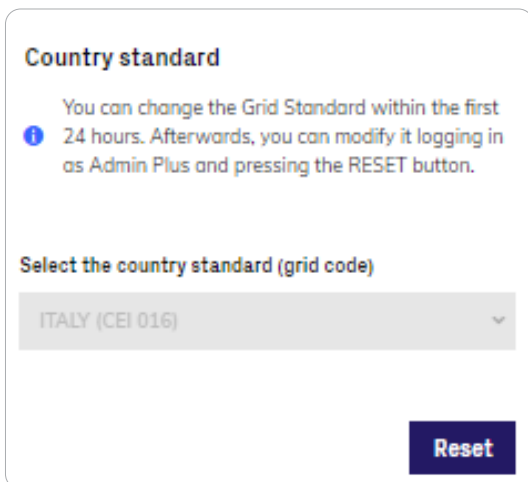 Country standard
You can change the Grid Standard within the first
24 hours. Afterwards, you can modify it logging in
as Admin Plus and pressing the RESET button.
Select the country standard (grid code)
ITALY (CEI 016)
Reset